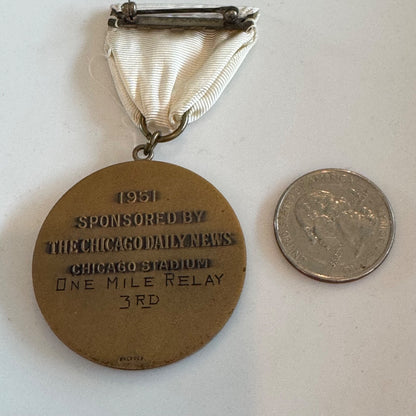 1951
SPONSORED BY
THE CHICAGO DAILY NEWS
CHICAGO STADIUM
ONE MILE RELAY
3RD